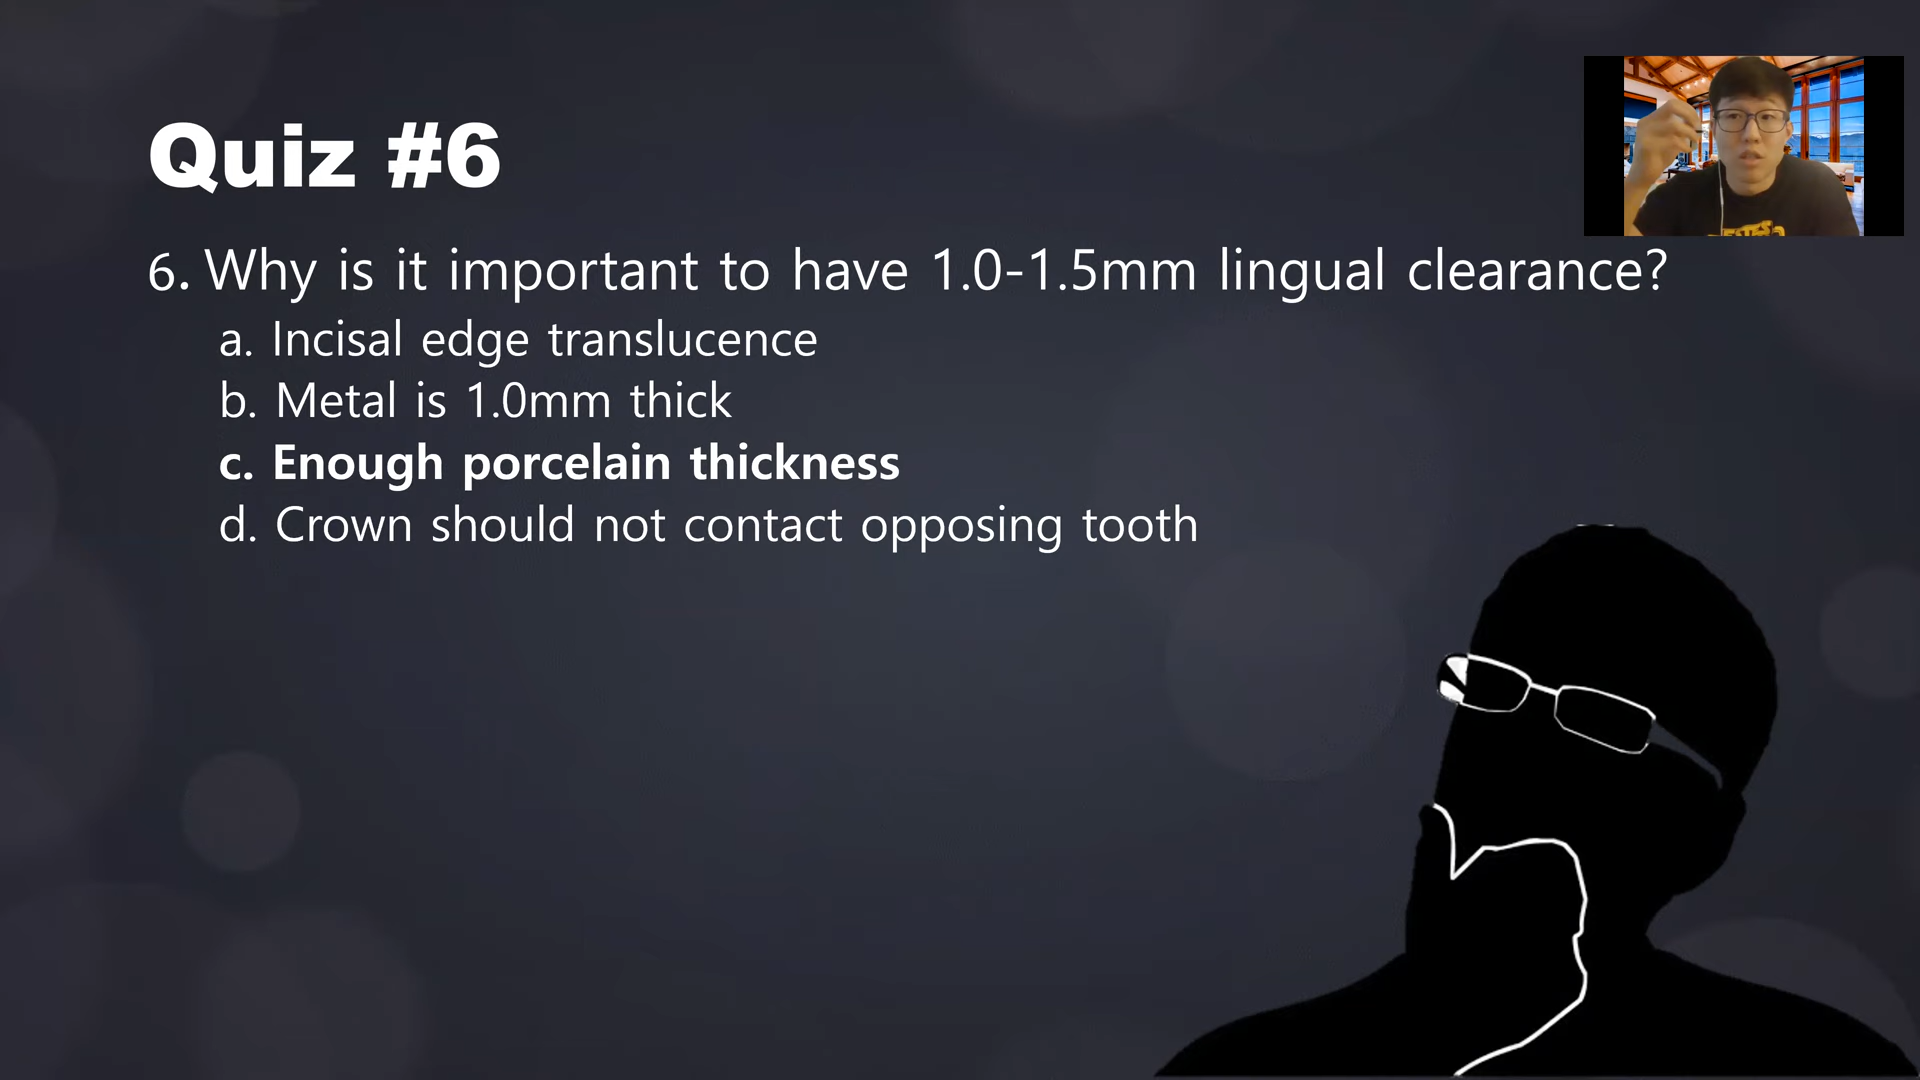 Quiz #6
6. Why is it important to have 1.0-1.5mm lingual clearance?
a. Incisal edge translucence
b. Metal is 1.0mm thick
c. Enough porcelain thickness
d. Crown should not contact opposing tooth